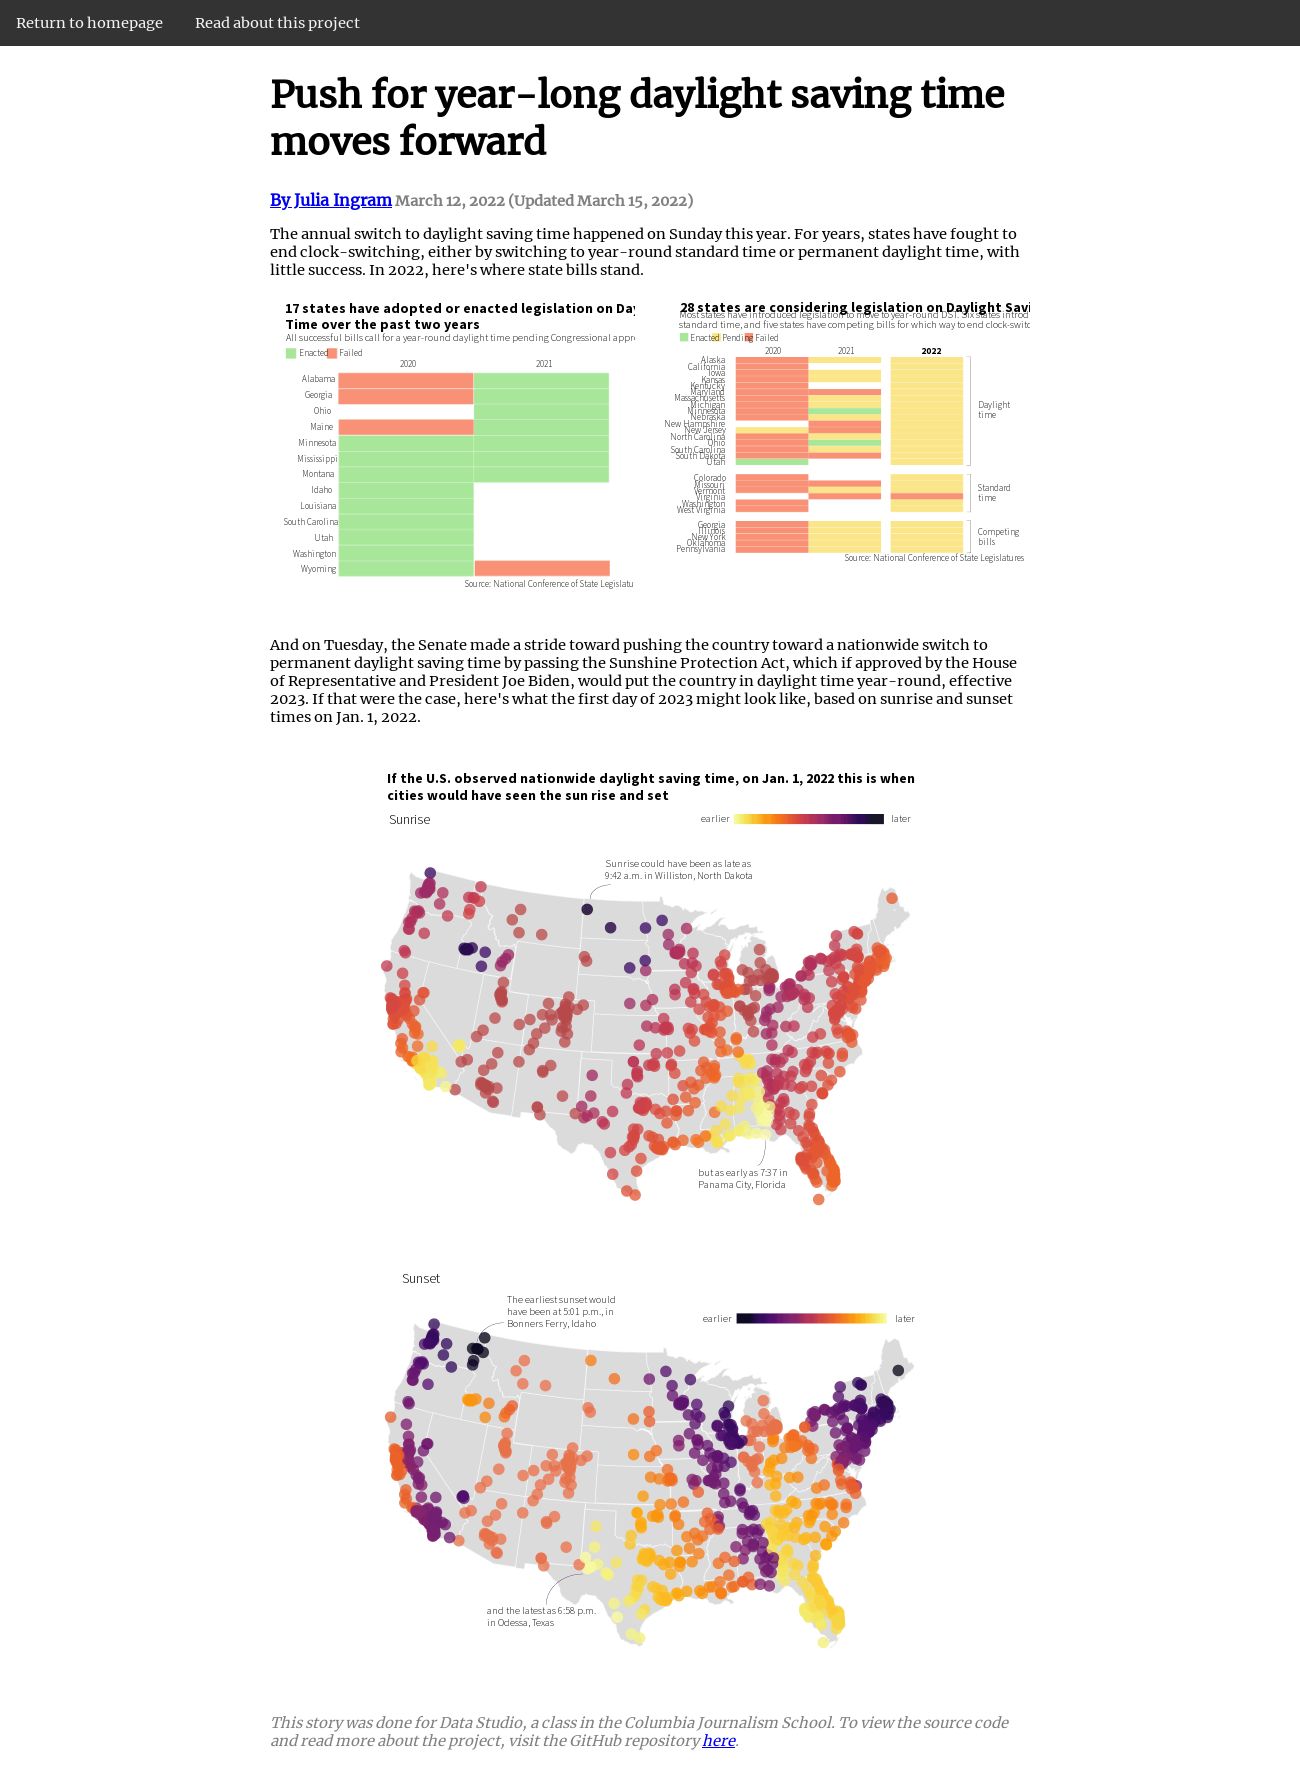 Return to homepage Read about this project
Push for year-long daylight saving time
moves forward
By Julia Ingram March 12, 2022 (Updated March 15, 2022)
The annual switch to daylight saving time happened on Sunday this year. For years, states have fought to
end clock-switching, either by switching to year-round standard time or permanent daylight time, with
little success. In 2022, here's where state bills stand.
17 states have adopted or enacted legislation on Day
Time over the past two years
All successful bills call for a year-round daylight time pending Congressional appr
Enacted Failed
2020 2021
Alabama
Georgia
Ohio
Maine
Minnesota
Mississippi
Montana
Idaho
Louisiana
South Carolina
Utah
Washington
Wyoming
Source: National Conference of State Legislatu
28 states are considering legislation on Daylight Savi
Most states have introduced legislation to move to year-round DST. Six states introd
standard time, and five states have competing bills for which way to end clock-switc
Enacted Pending Failed
2020 2021 2022
Alaska
California
Iowa
Kansas
Kentucky
Maryland
Massachusetts
Michigan
Minnesota
Nebraska
New Hampshire
New Jersey
North Carolina
Ohio
South Carolina
South Dakota
Utah
Daylight
time
Colorado
Missouri
Vermont
Virginia
Washington
West Virginia
Standard
time
Georgia
Illinois
New York
Oklahoma
Pennsylvania
Competing
bills
Source: National Conference of State Legislatures
And on Tuesday, the Senate made a stride toward pushing the country toward a nationwide switch to
permanent daylight saving time by passing the Sunshine Protection Act, which if approved by the House
of Representative and President Joe Biden, would put the country in daylight time year-round, effective
2023. If that were the case, here's what the first day of 2023 might look like, based on sunrise and sunset
times on Jan. 1, 2022.
If the U.S. observed nationwide daylight saving time, on Jan. 1, 2022 this is when
cities would have seen the sun rise and set
Sunrise
earlier later
Sunrise could have been as late as
9:42 a.m. in Williston, North Dakota
but as early as 7:37 in
Panama City, Florida
Sunset
The earliest sunset would
have been at 5:01 p.m., in
Bonners Ferry, Idaho
earlier later
and the latest as 6:58 p.m.
in Odessa, Texas
This story was done for Data Studio, a class in the Columbia Journalism School. To view the source code
and read more about the project, visit the GitHub repository here.